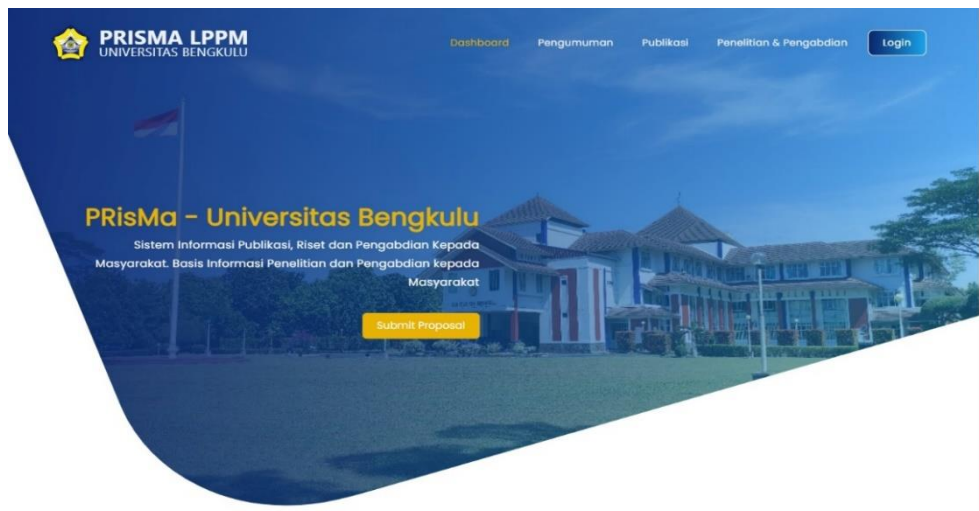 PRISMA LPPM
UNIVERSITAS BENGKULU
Dashboard
Pengumuman
Publikasi
Penelitian & Pengabdian
Login
PRisMa - Universitas Bengkulu
Sistem Informasi Publikasi, Riset dan Pengabdian Kepada
Masyarakat. Basis Informasi Penelitian dan Pengabdian kepada
Masyarakat
Submit Proposal